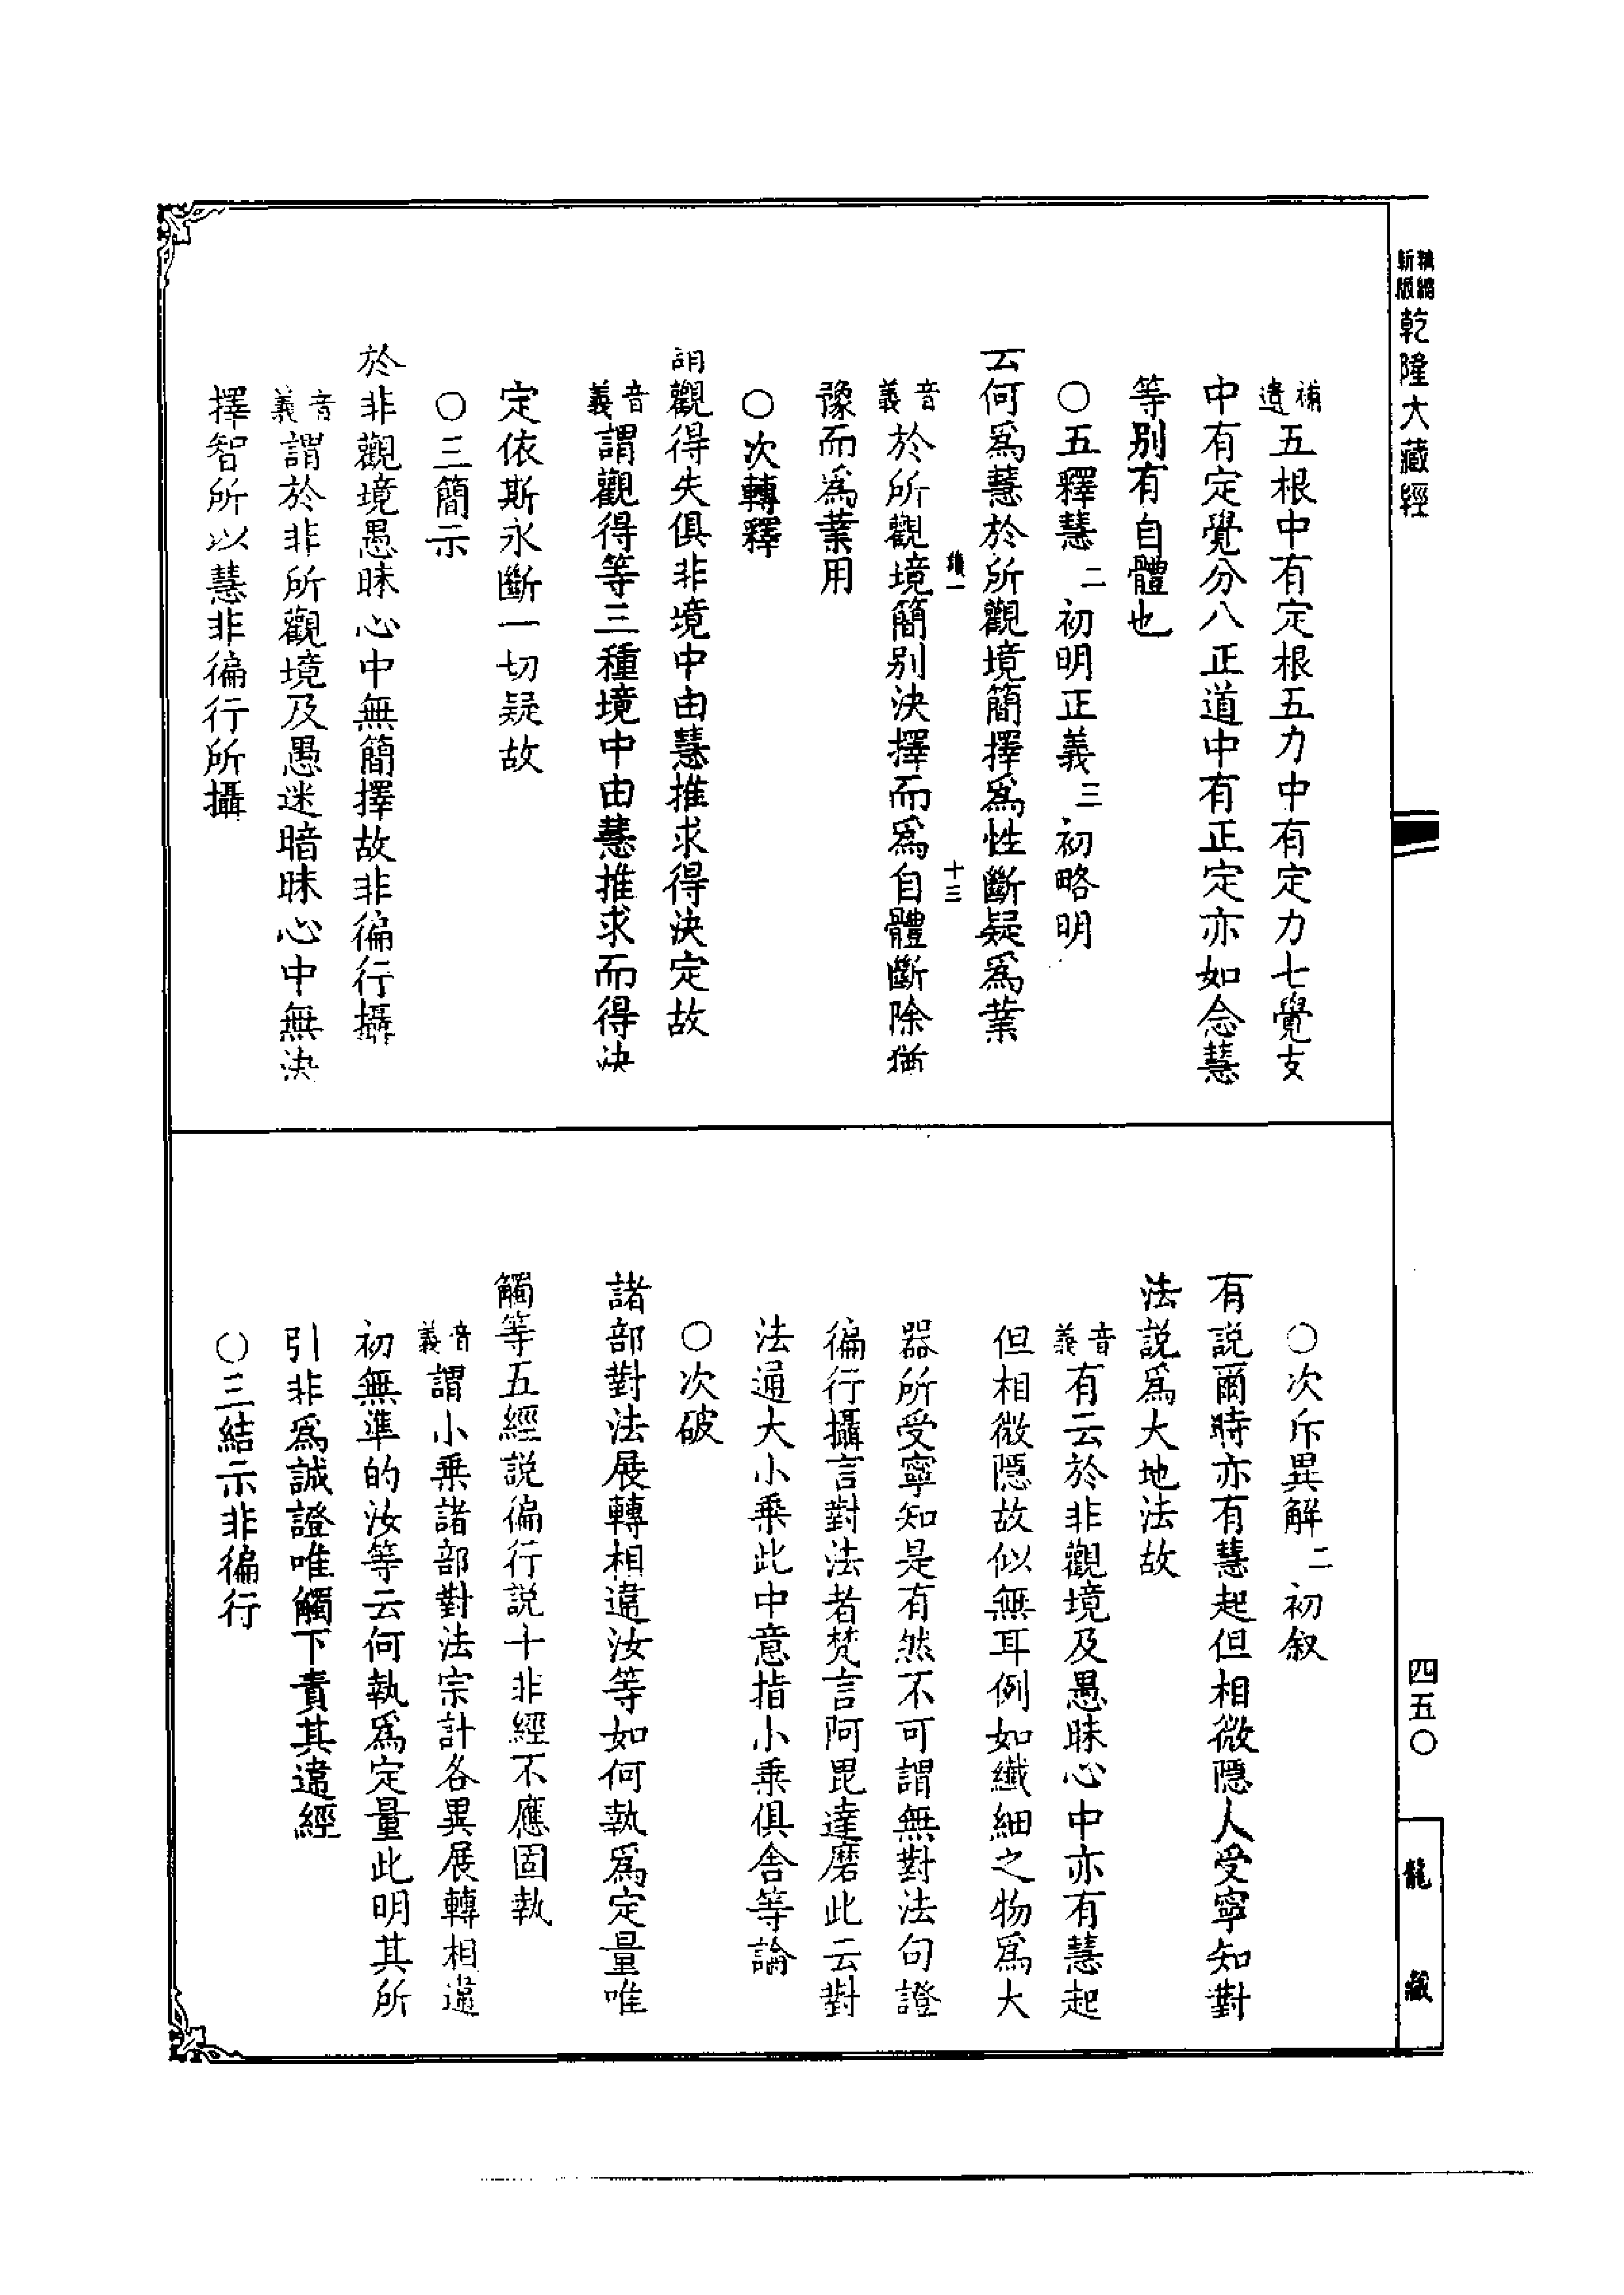 精縮
新版
乾隆大藏經
四五〇
龍藏
補遺五根中有定根五力中有定力七覺支
中有定覺分八正道中有正定亦如念慧
等別有自體也
○五釋慧二初明正義三初略明
云何爲慧於所觀境簡擇爲性斷疑爲業
十三
音義於所觀境簡別決擇而爲自體斷除猶
豫而爲業用
○次轉釋
謂觀得失俱非境中由慧推求得決定故
音義謂觀得等三種境中由慧推求而得決
定依斯永斷一切疑故
○三簡示
於非觀境愚昧心中無簡擇故非徧行攝
音義謂於非所觀境及愚迷暗昧心中無決
擇智所以慧非徧行所攝
○次斥異解二初叙
有說爾時亦有慧起但相微隱人受寧知對
法說爲大地法故
音義有云於非觀境及愚昧心中亦有慧起
但相微隱故似無耳例如纖細之物爲大
器所受寧知是有然不可謂無對法句證
徧行攝言對法者梵言阿毘達磨此云對
法通大小乘此中意指小乘俱舍等論
○次破
諸部對法展轉相違汝等如何執爲定量唯
觸等五經說徧行說十非經不應固執
音義謂小乘諸部對法宗計各異展轉相違
初無準的汝等云何執爲定量此明其所
引非爲誠證唯觸下責其違經
○三結示非徧行